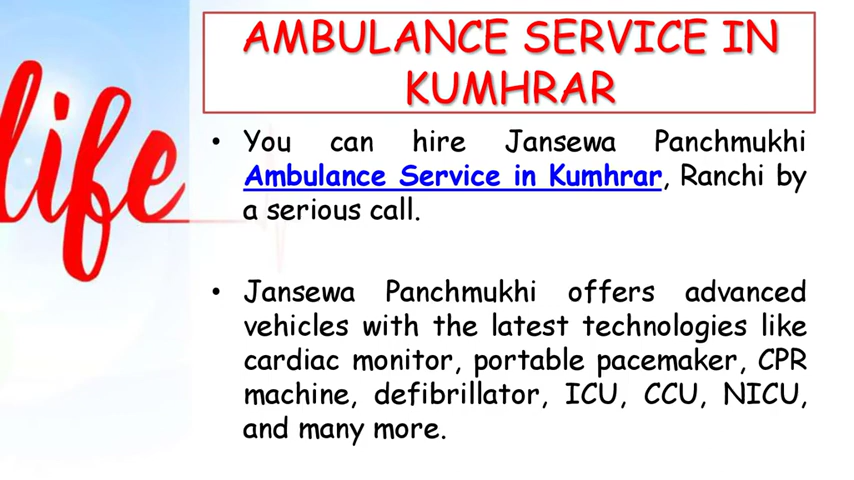 AMBULANCE SERVICE IN
KUMHRAR
life
• You can hire Jansewa Panchmukhi
Ambulance Service in Kumhrar, Ranchi by
a serious call.
• Jansewa Panchmukhi offers advanced
vehicles with the latest technologies like
cardiac monitor, portable pacemaker, CPR
machine, defibrillator, ICU, CCU, NICU,
and many more.